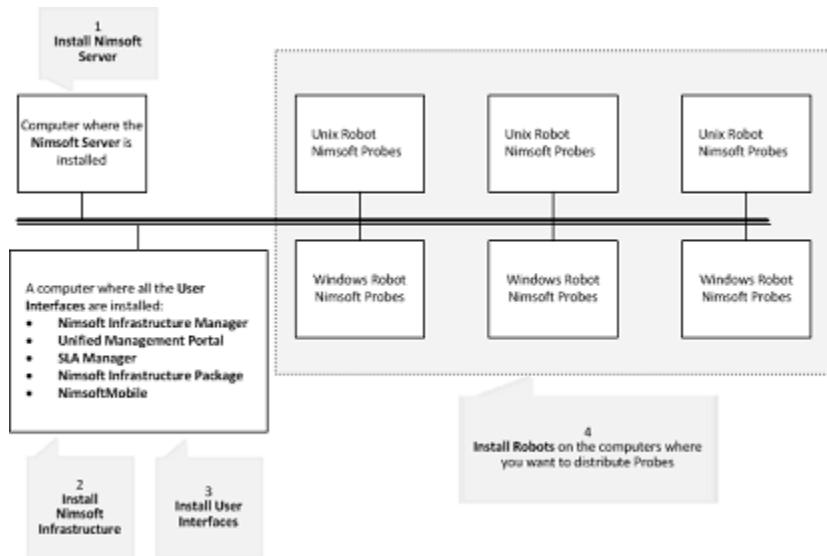 1
Install Nimsoft
Server
Computer where the
Nimsoft Server is
installed
Unix Robot
Nimsoft Probes
Unix Robot
Nimsoft Probes
Unix Robot
Nimsoft Probes
Windows Robot
Nimsoft Probes
Windows Robot
Nimsoft Probes
Windows Robot
Nimsoft Probes
A computer where all the User
Interfaces are installed:
• Nimsoft Infrastructure Manager
• Unified Management Portal
• SLA Manager
• Nimsoft Infrastructure Package
• NimsoftMobile
2
Install
Nimsoft
Infrastructure
3
Install User
Interfaces
4
Install Robots on the computers where
you want to distribute Probes